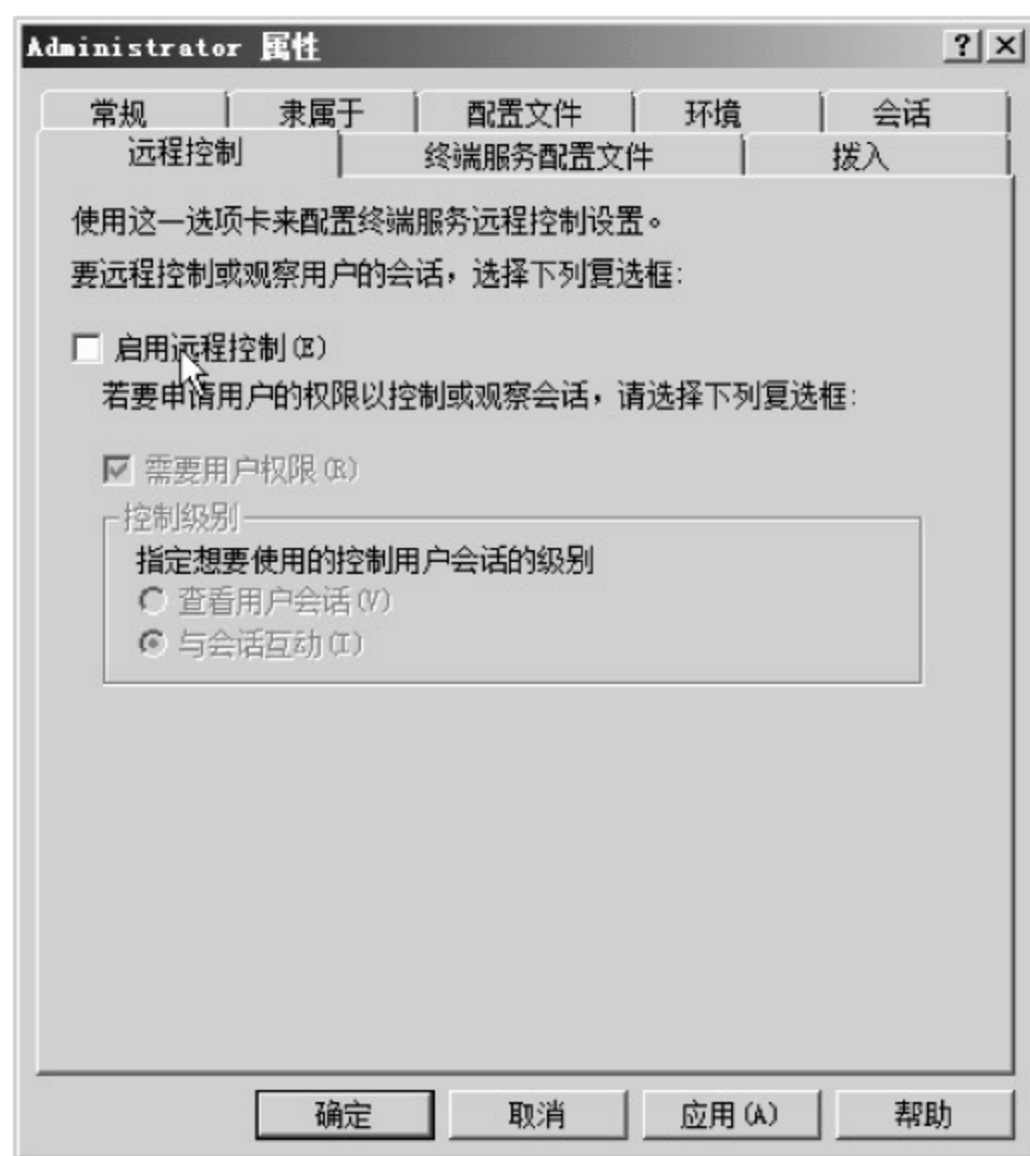 Administrator 属性
常规 隶属于 配置文件 环境 会话
远程控制 终端服务配置文件 拨入
使用这一选项卡来配置终端服务远程控制设置。
要远程控制或观察用户的会话，选择下列复选框:
启用远程控制(E)
若要申请用户的权限以控制或观察会话，请选择下列复选框:
需要用户权限(R)
控制级别
指定想要使用的控制用户会话的级别
查看用户会话(V)
与会话互动(I)
确定 取消 应用(A) 帮助